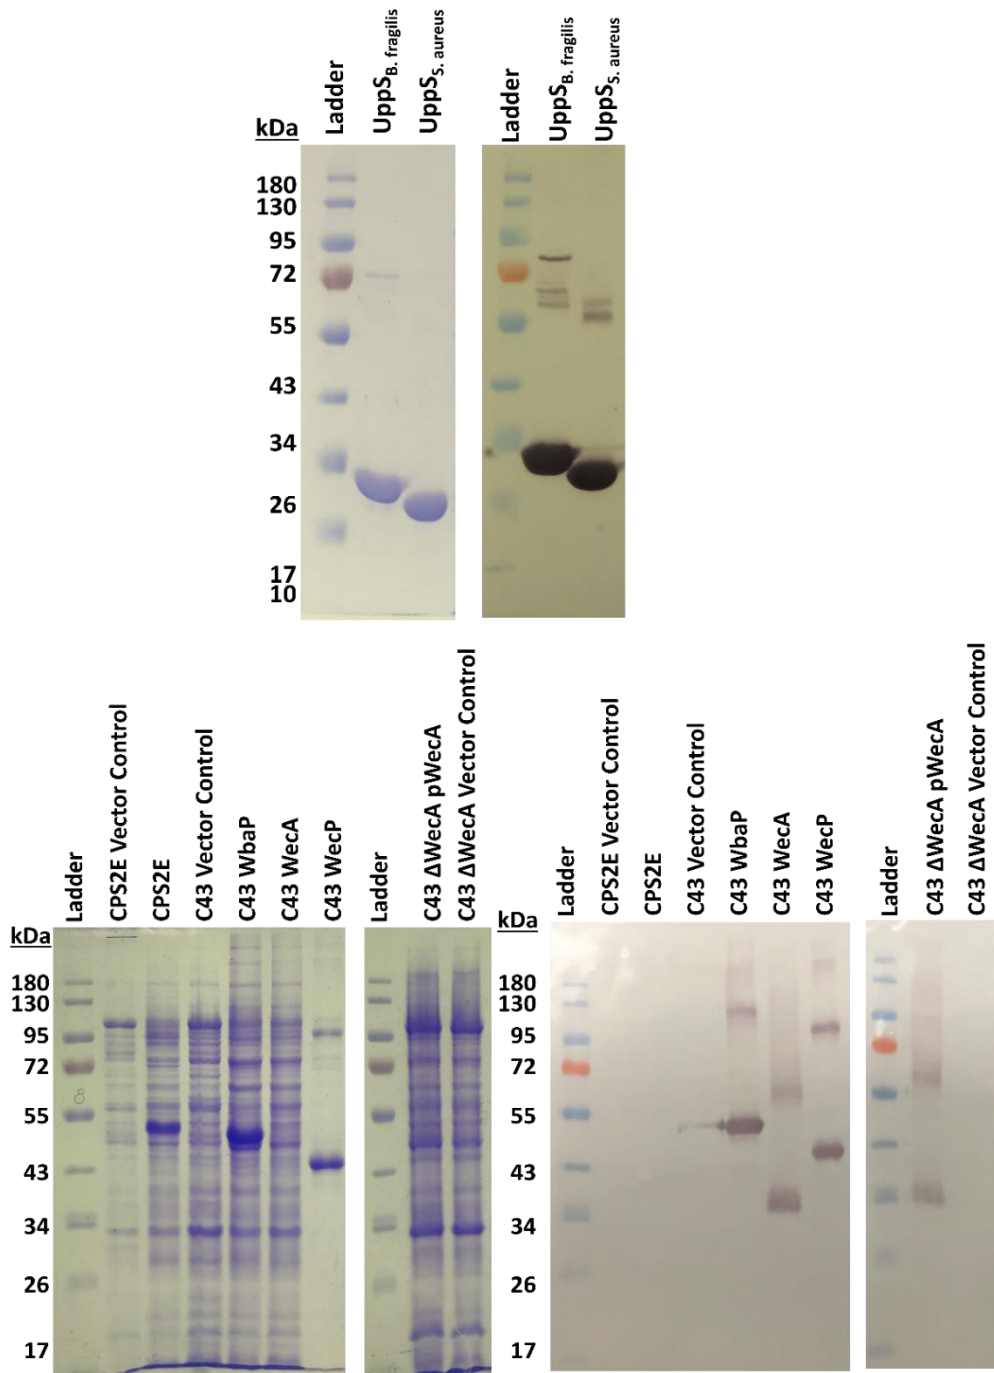 kDa
Ladder
UppSB. fragilis
UppSS. aureus
180
130
95
72
55
43
34
26
17
10
Ladder
UppSB. fragilis
UppSS. aureus
kDa
Ladder
CPS2E Vector Control
CPS2E
C43 Vector Control
C43 WbaP
C43 WecA
C43 WecP
180
130
95
72
55
43
34
26
17
Ladder
C43 ΔWecA pWecA
C43 ΔWecA Vector Control
kDa
Ladder
CPS2E Vector Control
CPS2E
C43 Vector Control
C43 WbaP
C43 WecA
C43 WecP
180
130
95
72
55
43
34
26
17
Ladder
C43 ΔWecA pWecA
C43 ΔWecA Vector Control